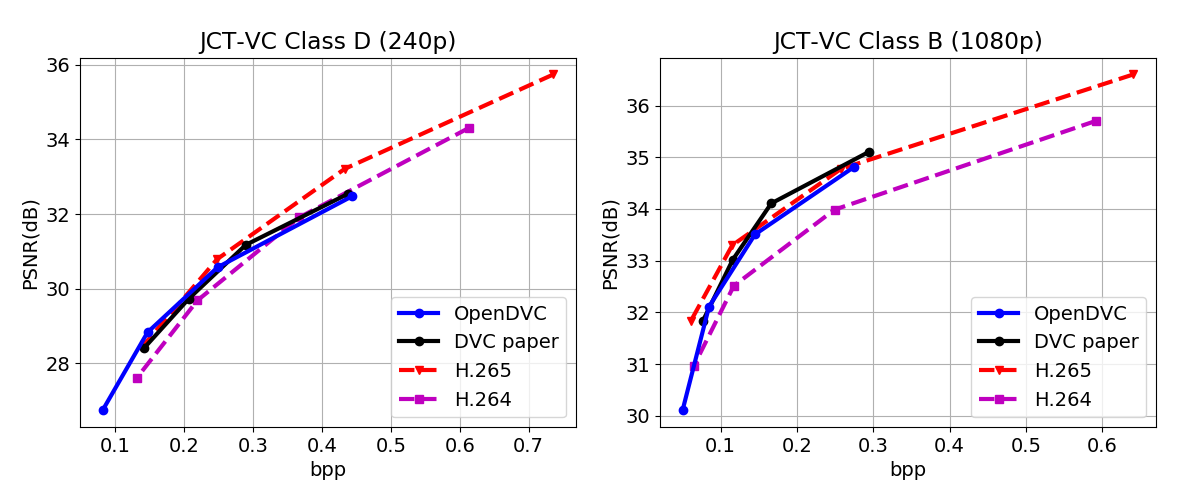 JCT-VC Class D (240p)
36
34
32
30
28
PSNR(dB)
0.1 0.2 0.3 0.4 0.5 0.6 0.7
bpp
OpenDVC
DVC paper
H.265
H.264
JCT-VC Class B (1080p)
36
35
34
33
32
31
30
PSNR(dB)
0.1 0.2 0.3 0.4 0.5 0.6
bpp
OpenDVC
DVC paper
H.265
H.264